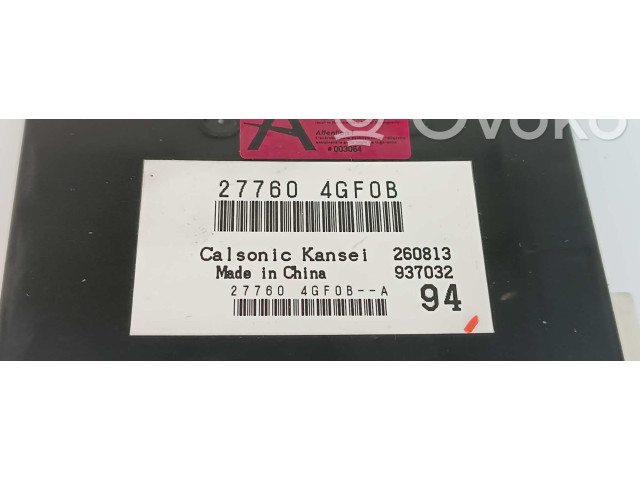 A
Attention
#003054
Ovoko
27760 4GF0B
Calsonic Kansei 260813
Made in China 937032
27760 4GF0B--A
94